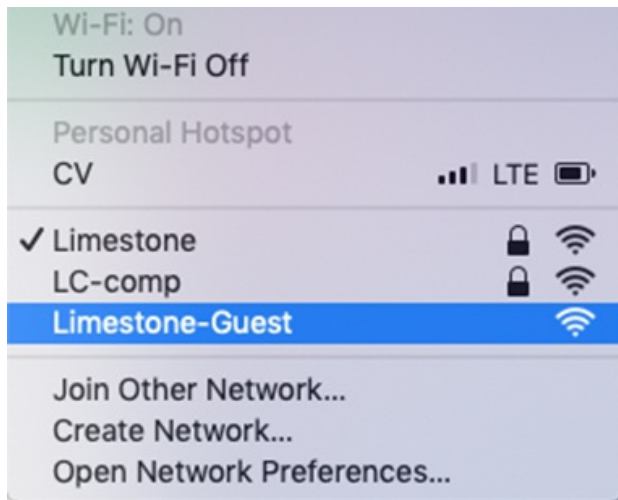 Wi-Fi: On
Turn Wi-Fi Off
Personal Hotspot
CV LTE
✓ Limestone
LC-comp
Limestone-Guest
Join Other Network...
Create Network...
Open Network Preferences...